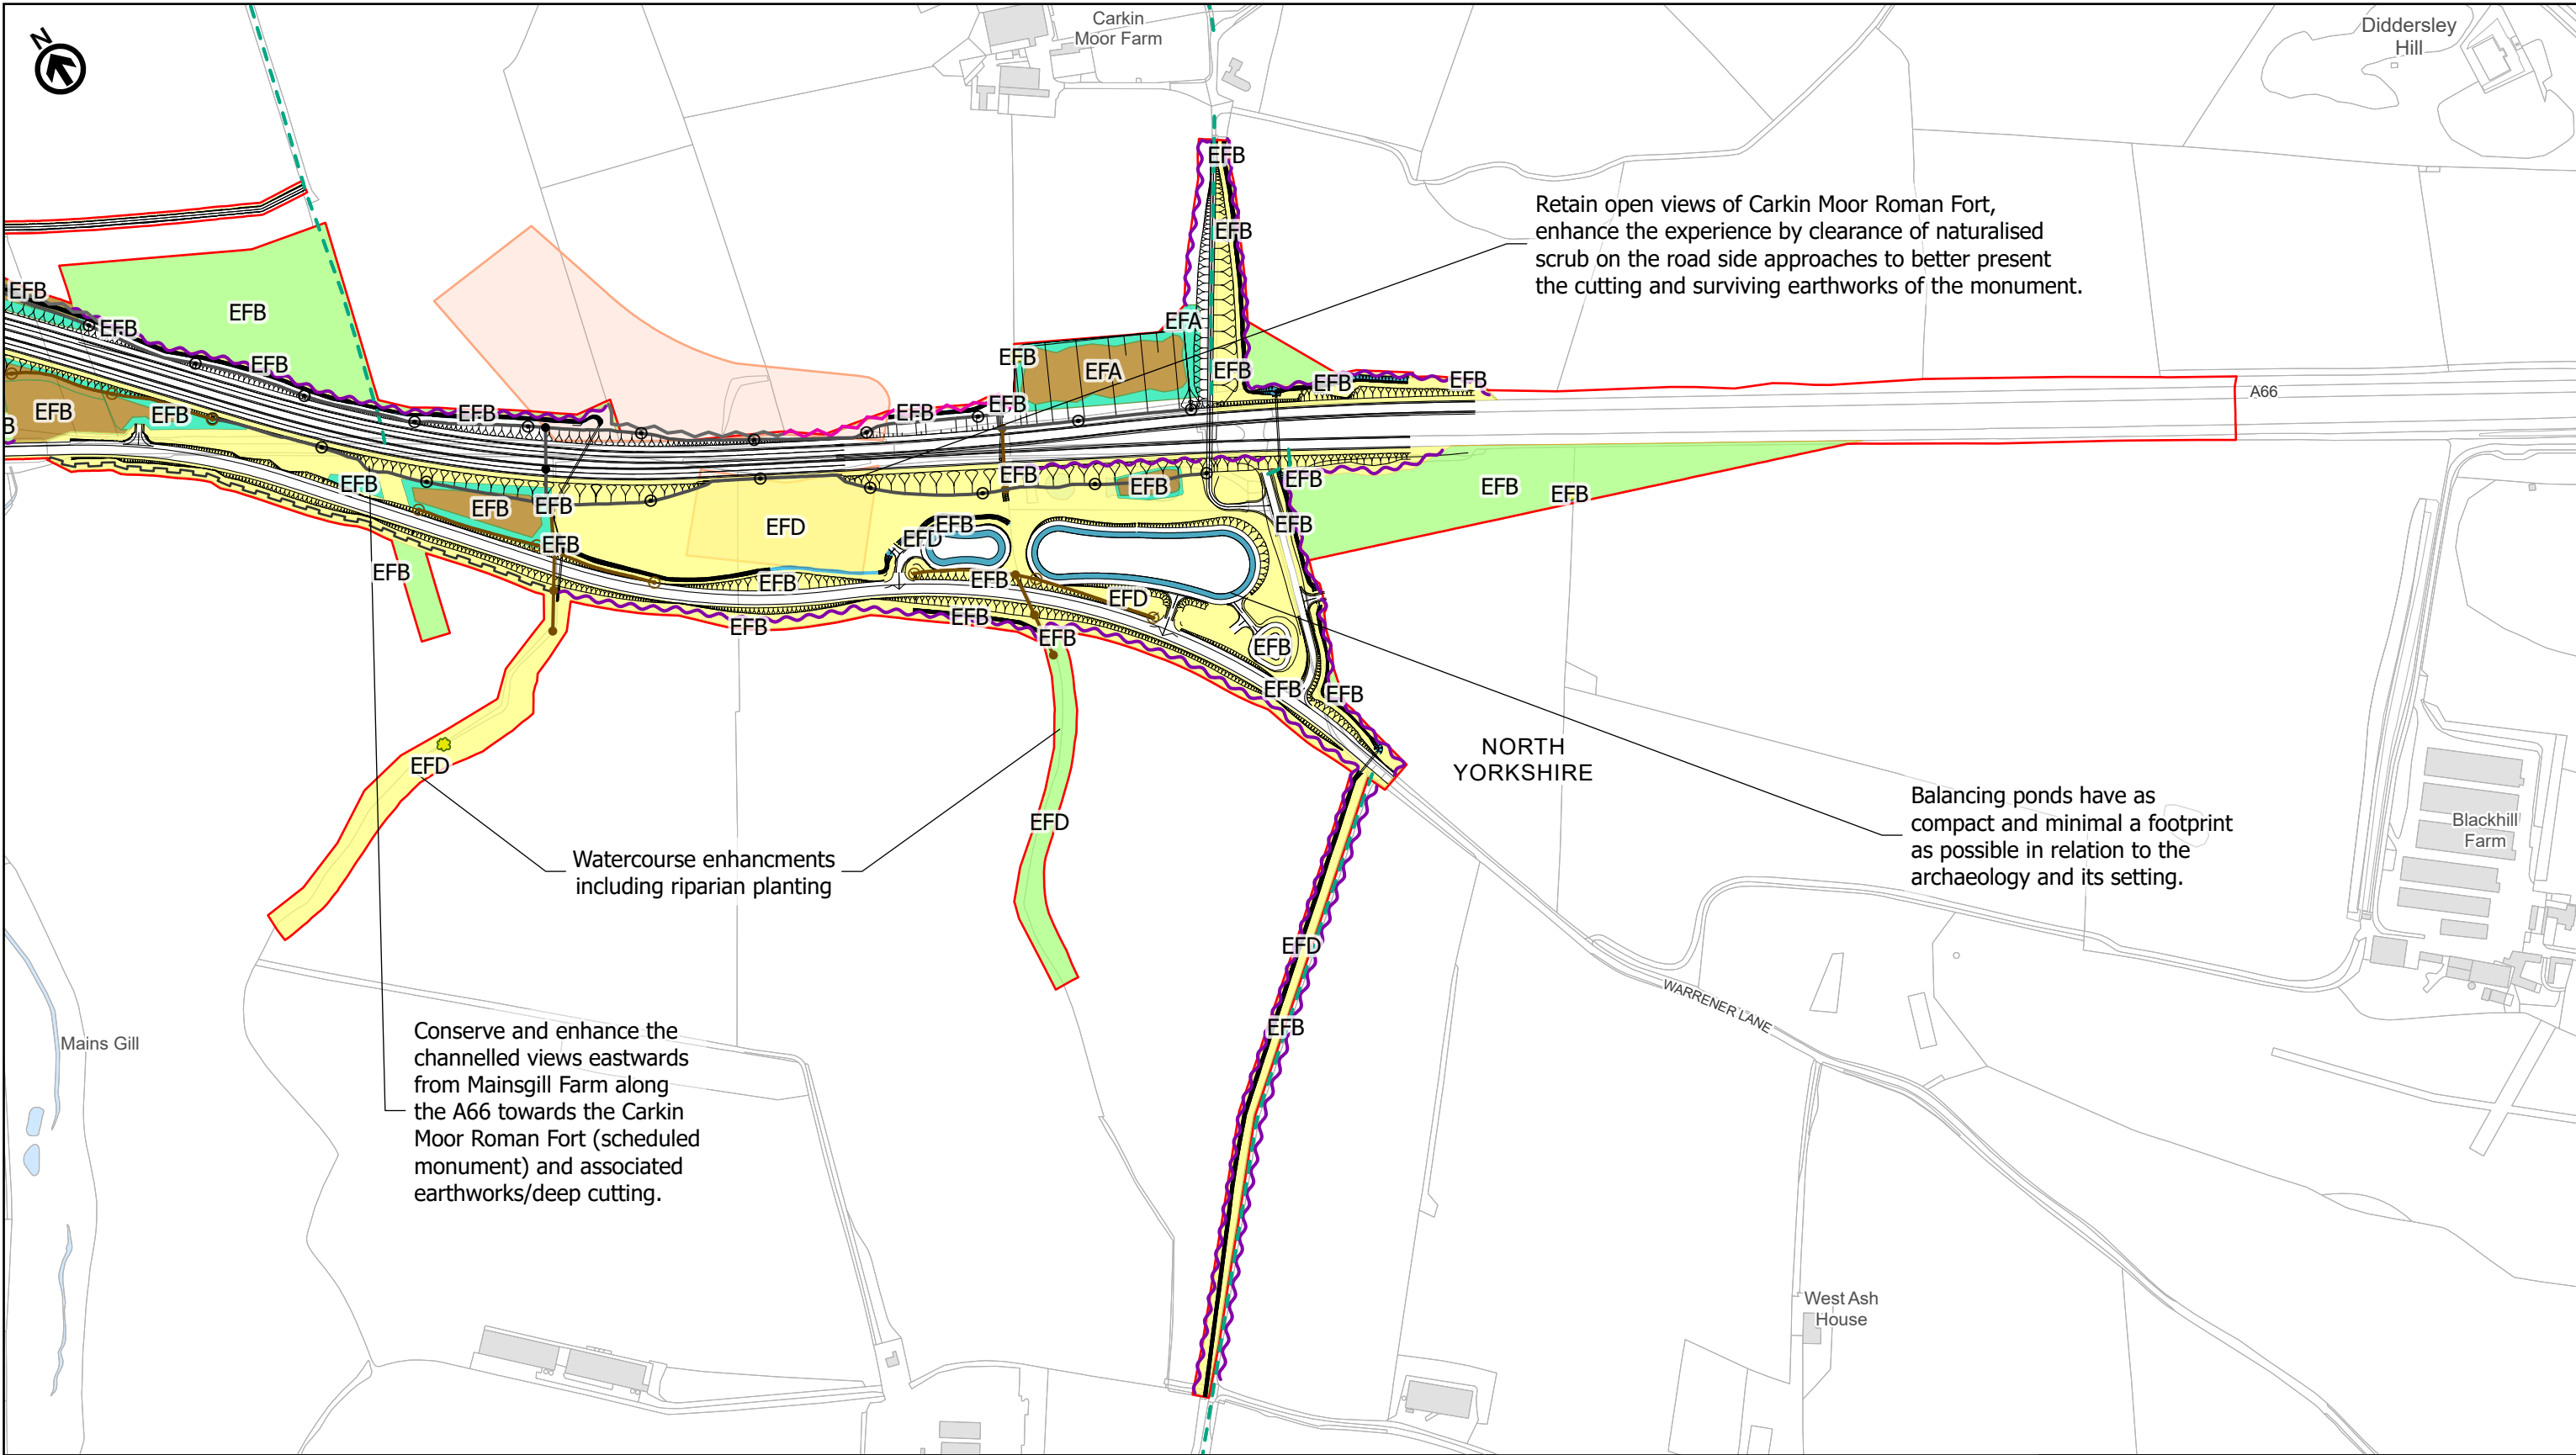 Carkin
Moor Farm
Diddersley
Hill
N
EFB
Retain open views of Carkin Moor Roman Fort,
enhance the experience by clearance of naturalised
scrub on the road side approaches to better present
the cutting and surviving earthworks of the monument.
EFB
EFB
EFB
EFB
EFA
EFB
EFB
EFB
EFA
EFB
EFB
EFB
A66
EFB
EFB
EFB
EFB
EFB
EFB
B
EFB
EFB
EFB
EFB
EFB
EFB
EFB
EFB
EFB
EFD
EFB
EFB
EFD
EFB
EFB
EFB
EFB
EFD
EFB
EFB
EFB
EFB
EFB
EFB
EFB
NORTH
YORKSHIRE
EFD
Balancing ponds have as
compact and minimal a footprint
as possible in relation to the
archaeology and its setting.
Blackhill
Farm
EFD
Watercourse enhancments
including riparian planting
EFD
WARRENER LANE
EFB
Mains Gill
Conserve and enhance the
channelled views eastwards
from Mainsgill Farm along
the A66 towards the Carkin
Moor Roman Fort (scheduled
monument) and associated
earthworks/deep cutting.
West Ash
House